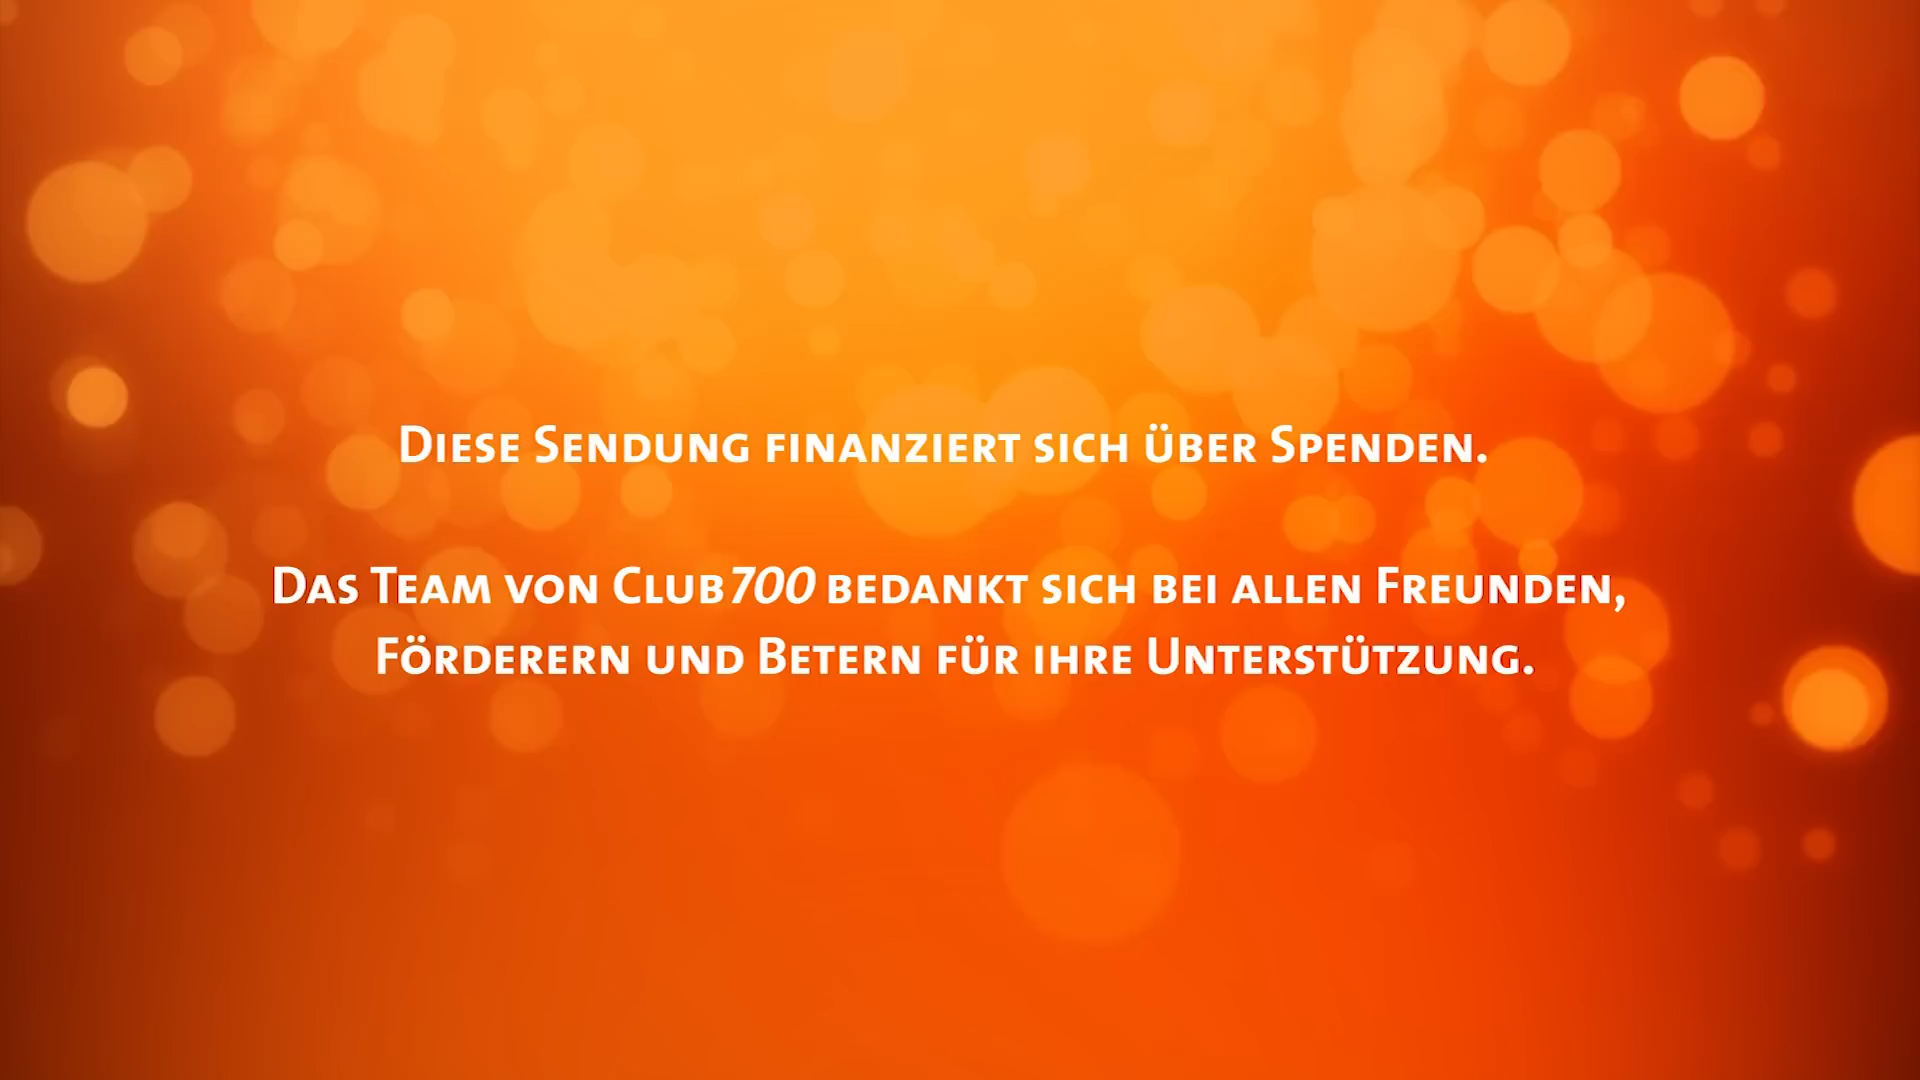 Diese Sendung finanziert sich über Spenden.
Das Team von Club700 bedankt sich bei allen Freunden,
Förderern und Betern für ihre Unterstützung.